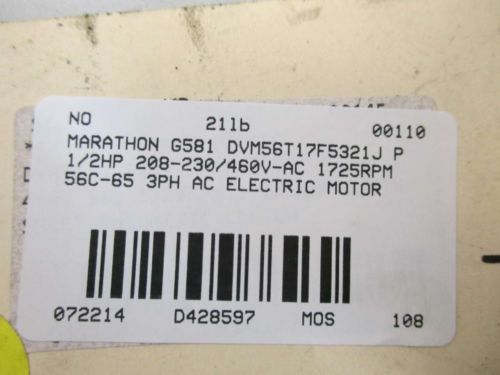 NO 21lb 00110
MARATHON G581 DVM56T17F5321J P
1/2HP 208-230/460V-AC 1725RPM
56C-65 3PH AC ELECTRIC MOTOR
072214 D428597 MOS 108